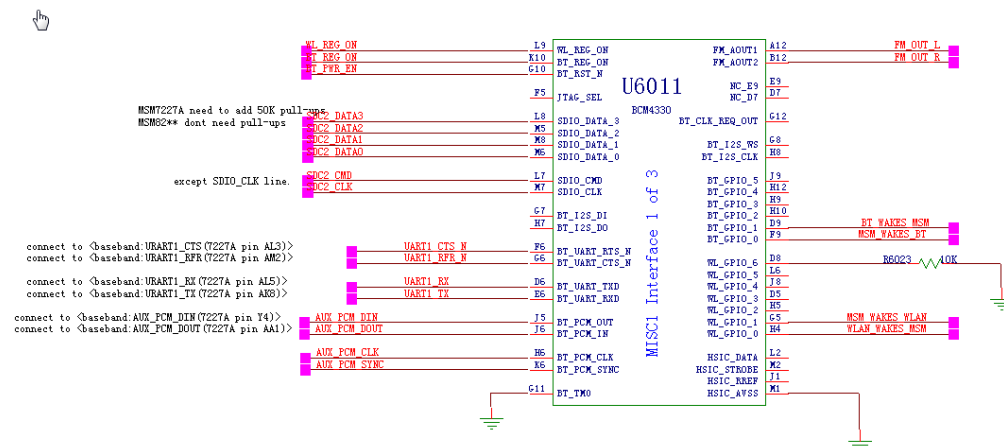 WL_REG_ON L9 WL_REG_ON FM_AOUT1 A12 FM_OUT_L
BT_REG_ON K10 BT_REG_ON FM_AOUT2 B12 FM_OUT_R
BT_PWR_EN G10 BT_RST_N
U6011
NC_E9 E9
F5 JTAG_SEL NC_D7 D7
BCM4330
MSM7227A need to add 50K pull-ups
SDC2_DATA3 L8 SDIO_DATA_3 BT_CLK_REQ_OUT G12
MSM82** dont need pull-ups
SDC2_DATA2 M5 SDIO_DATA_2
SDC2_DATA1 M8 SDIO_DATA_1 BT_I2S_WS G8
SDC2_DATA0 M6 SDIO_DATA_0 BT_I2S_CLK H8
except SDIO_CLK line.
SDC2_CMD L7 SDIO_CMD BT_GPIO_5 J9
SDC2_CLK M7 SDIO_CLK BT_GPIO_4 H12
BT_GPIO_3 H9
G7 BT_I2S_DI BT_GPIO_2 H10
H7 BT_I2S_DO BT_GPIO_1 D9 BT_WAKES_MSM
BT_GPIO_0 F9 MSM_WAKES_BT
connect to <baseband:URART1_CTS(7227A pin AL3)> UART1_CTS_N F6 BT_UART_RTS_N
connect to <baseband:URART1_RFR(7227A pin AM2)> UART1_RFR_N G6 BT_UART_CTS_N WL_GPIO_6 D8 R6023 10K
WL_GPIO_5 L6
connect to <baseband:URART1_RX(7227A pin AL5)> UART1_RX D6 BT_UART_TXD WL_GPIO_4 J8
connect to <baseband:URART1_TX(7227A pin AK8)> UART1_TX E6 BT_UART_RXD WL_GPIO_3 D5
WL_GPIO_2 H5
connect to <baseband:AUX_PCM_DIN(7227A pin Y4)> AUX_PCM_DIN J5 BT_PCM_OUT WL_GPIO_1 G5 MSM_WAKES_WLAN
connect to <baseband:AUX_PCM_DOUT(7227A pin AA1)> AUX_PCM_DOUT J6 BT_PCM_IN WL_GPIO_0 H4 WLAN_WAKES_MSM
AUX_PCM_CLK H6 BT_PCM_CLK HSIC_DATA L2
AUX_PCM_SYNC K6 BT_PCM_SYNC HSIC_STROBE M2
HSIC_RREF J1
G11 BT_TM0 HSIC_AVSS M1
MISC1 Interface 1 of 3